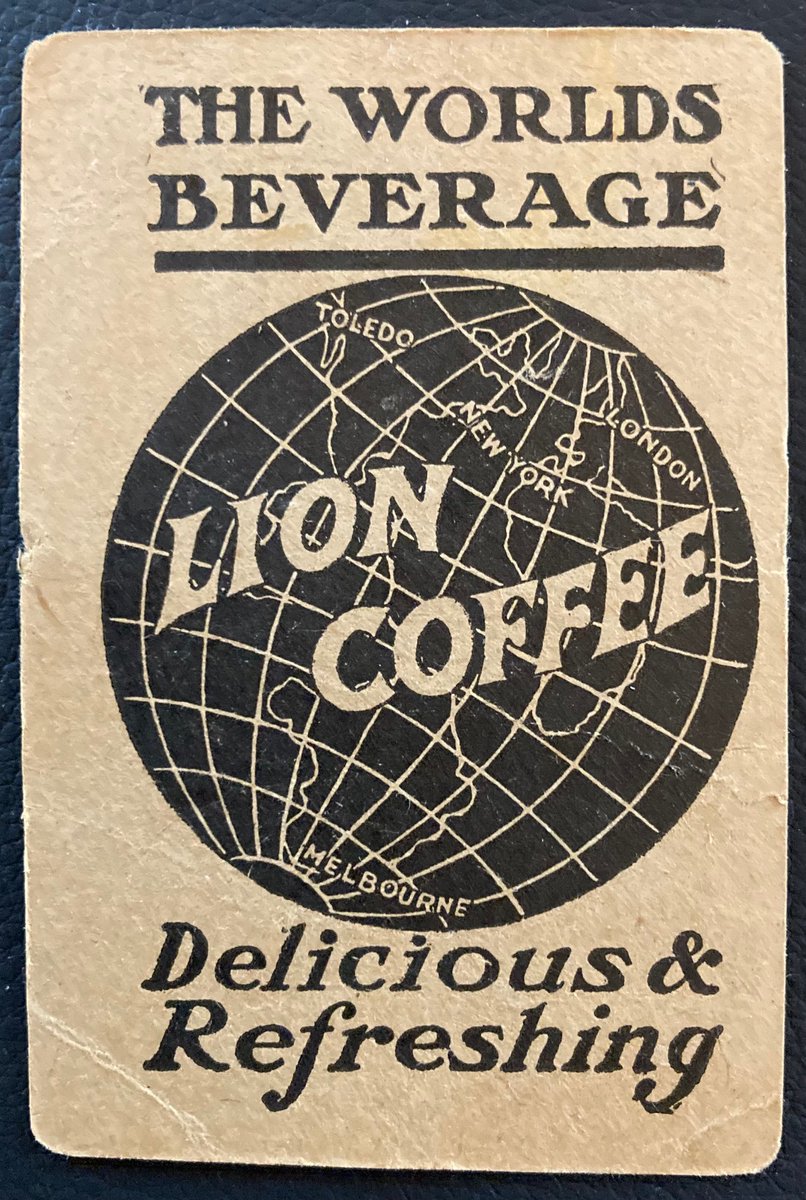 THE WORLDS
BEVERAGE
TOLEDO
NEW YORK
LONDON
LION
COFFEE
MELBOURNE
Delicious &
Refreshing